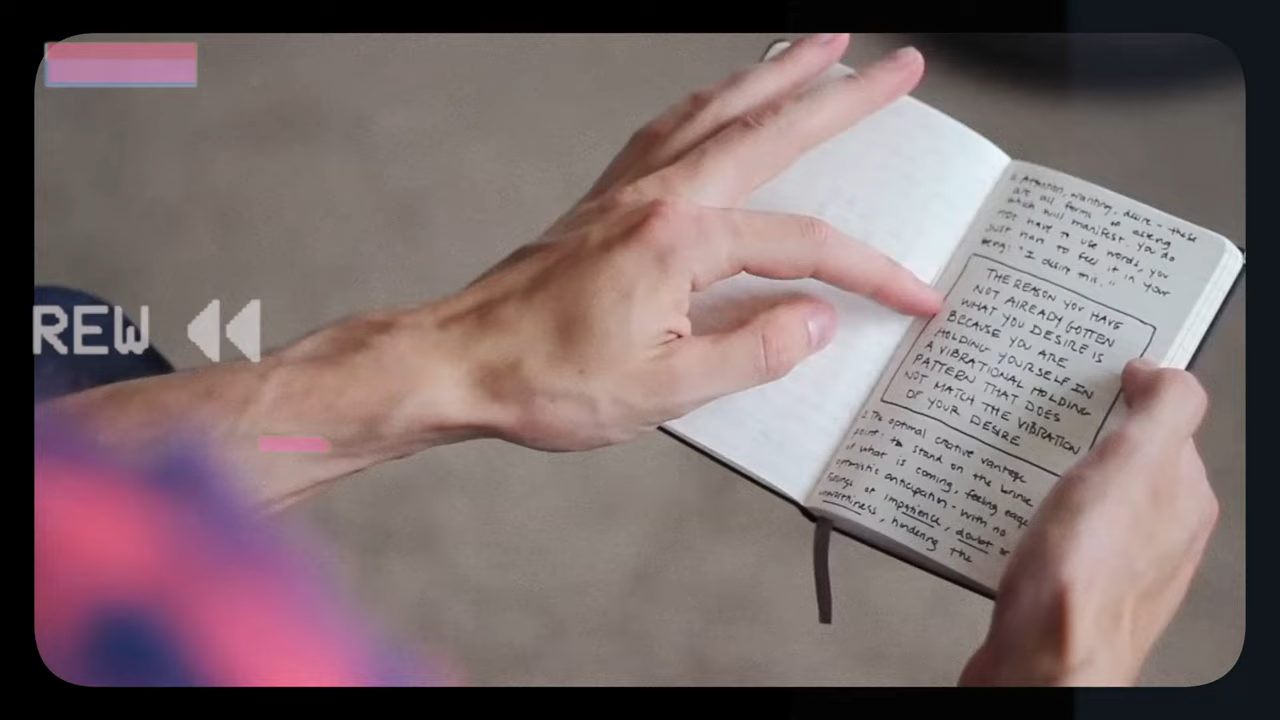 REW
2. Attention, wanting, desire - these
are all forms of asking
which will manifest. You do
not have to use words, you
just have to feel it in your
being: "I desire this."
THE REASON YOU HAVE
NOT AlREADY GOTTEN
WHAT YOU DESIRE IS
BECAUSE YOU ARE
HOLDING YOURSELF IN
A VIBRATIONAL HOLDING
PATTERN THAT DOES
NOT MATCH THE VIBRATION
OF YOUR DESIRE
2. The optimal creative vantage
point: to stand on the brink
of what is coming, feeling eager,
optimistic anticipation - with no
feelings of impatience, doubt or
unworthiness, hindering the